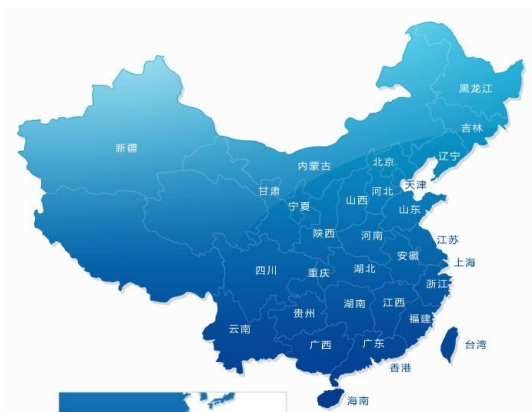 黑龙江
吉林
辽宁
新疆
内蒙古
北京
天津
甘肃
宁夏
山西
河北
山东
陕西
河南
江苏
安徽
上海
四川
重庆
湖北
浙江
湖南
江西
贵州
福建
云南
广西
广东
台湾
香港
海南